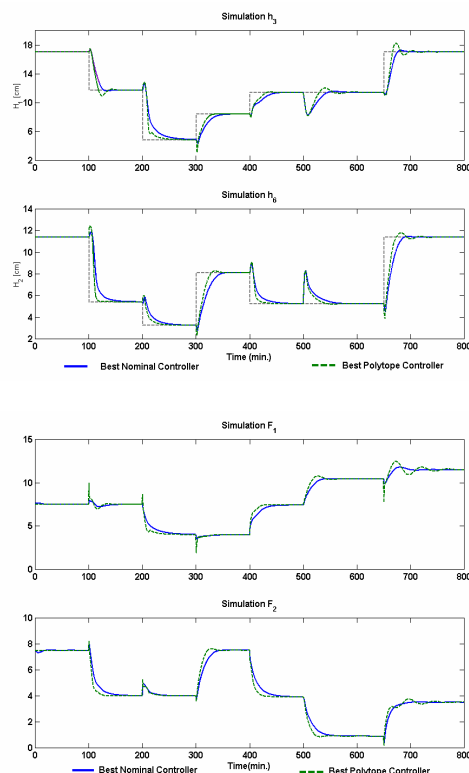 Simulation h3
H1 [cm]
18
14
10
6
2
0 100 200 300 400 500 600 700 800
Simulation h6
H2 [cm]
14
12
10
8
6
4
2
0 100 200 300 400 500 600 700 800
Time (min.)
Best Nominal Controller Best Polytope Controller
Simulation F1
15
10
5
0
0 100 200 300 400 500 600 700 800
Simulation F2
10
8
6
4
2
0
0 100 200 300 400 500 600 700 800
Time(min.)
Best Nominal Controller Best Polytope Controller